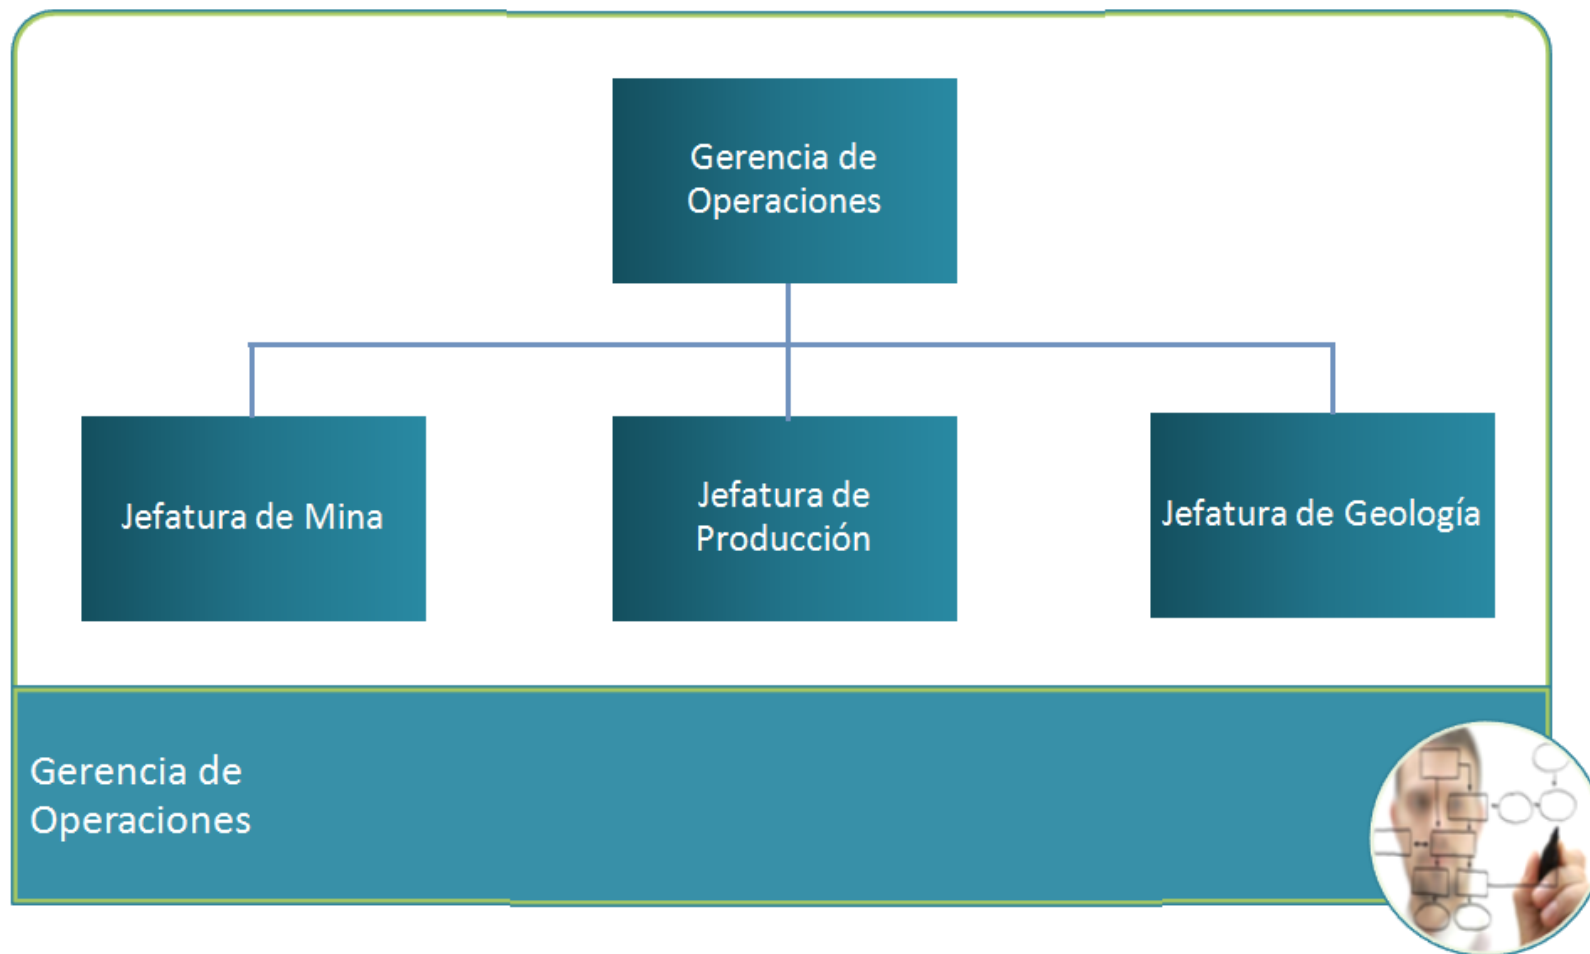 Gerencia de
Operaciones
Jefatura de Mina
Jefatura de
Producción
Jefatura de Geología
Gerencia de
Operaciones